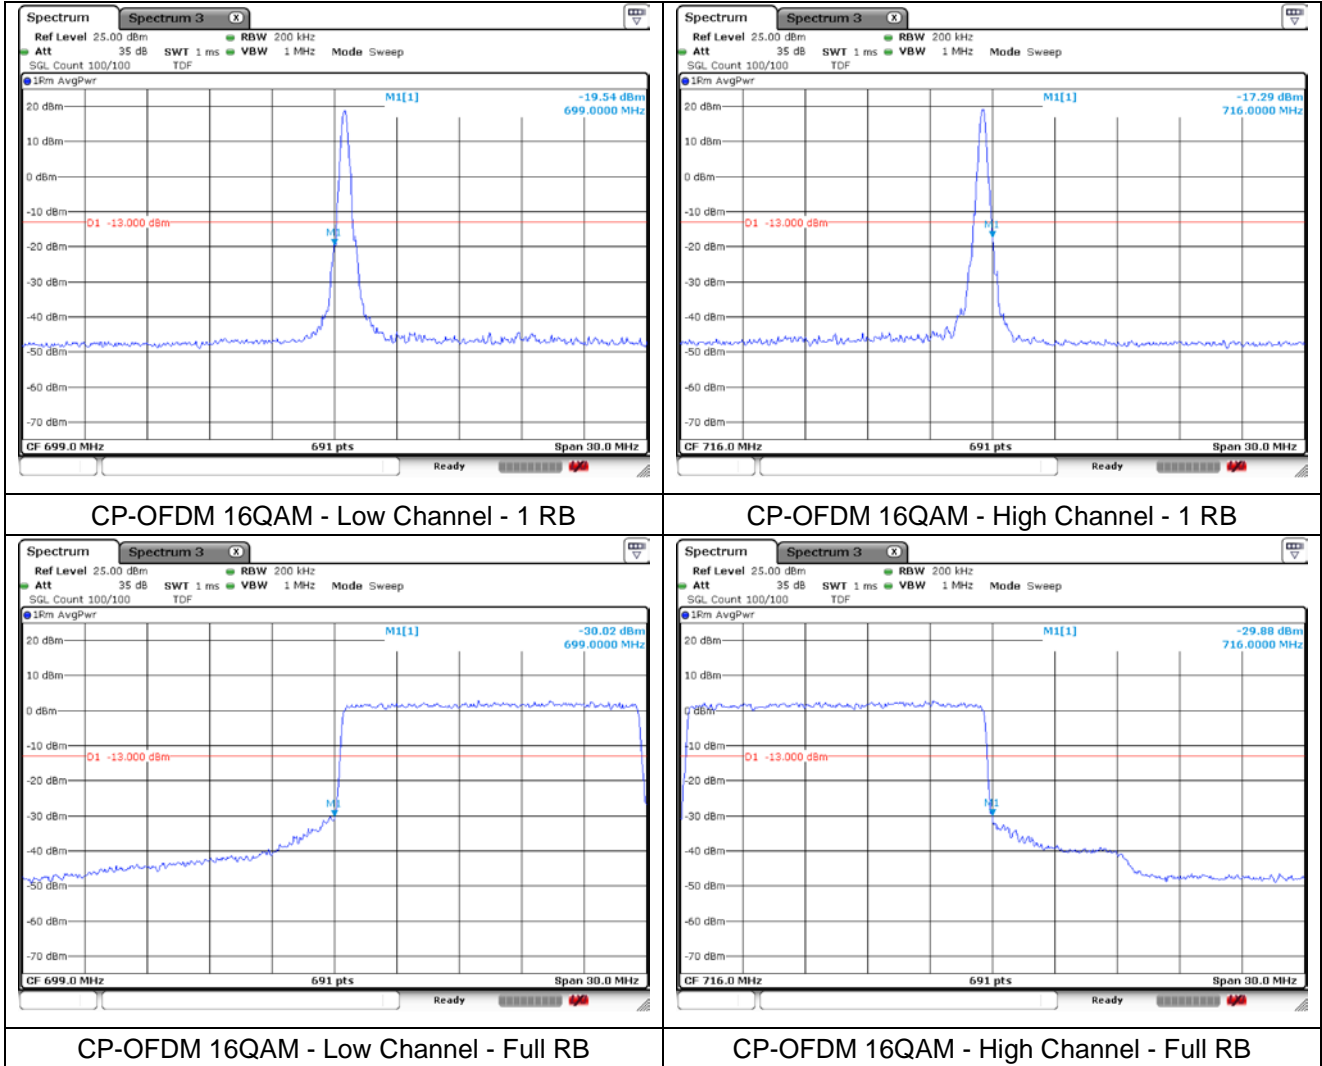 Spectrum Spectrum 3 X
Ref Level 25.00 dBm RBW 200 kHz
Att 35 dB SWT 1 ms VBW 1 MHz Mode Sweep
SGL Count 100/100 TDF
1Rm AvgPwr
M1[1] -19.54 dBm
699.0000 MHz
20 dBm
10 dBm
0 dBm
-10 dBm
D1 -13.000 dBm
M1
-20 dBm
-30 dBm
-40 dBm
-50 dBm
-60 dBm
-70 dBm
CF 699.0 MHz 691 pts Span 30.0 MHz
Ready
CP-OFDM 16QAM - Low Channel - 1 RB
Spectrum Spectrum 3 X
Ref Level 25.00 dBm RBW 200 kHz
Att 35 dB SWT 1 ms VBW 1 MHz Mode Sweep
SGL Count 100/100 TDF
1Rm AvgPwr
M1[1] -17.29 dBm
716.0000 MHz
20 dBm
10 dBm
0 dBm
-10 dBm
D1 -13.000 dBm
M1
-20 dBm
-30 dBm
-40 dBm
-50 dBm
-60 dBm
-70 dBm
CF 716.0 MHz 691 pts Span 30.0 MHz
Ready
CP-OFDM 16QAM - High Channel - 1 RB
Spectrum Spectrum 3 X
Ref Level 25.00 dBm RBW 200 kHz
Att 35 dB SWT 1 ms VBW 1 MHz Mode Sweep
SGL Count 100/100 TDF
1Rm AvgPwr
M1[1] -30.02 dBm
699.0000 MHz
20 dBm
10 dBm
0 dBm
-10 dBm
D1 -13.000 dBm
-20 dBm
M1
-30 dBm
-40 dBm
-50 dBm
-60 dBm
-70 dBm
CF 699.0 MHz 691 pts Span 30.0 MHz
Ready
CP-OFDM 16QAM - Low Channel - Full RB
Spectrum Spectrum 3 X
Ref Level 25.00 dBm RBW 200 kHz
Att 35 dB SWT 1 ms VBW 1 MHz Mode Sweep
SGL Count 100/100 TDF
1Rm AvgPwr
M1[1] -29.88 dBm
716.0000 MHz
20 dBm
10 dBm
0 dBm
-10 dBm
D1 -13.000 dBm
-20 dBm
M1
-30 dBm
-40 dBm
-50 dBm
-60 dBm
-70 dBm
CF 716.0 MHz 691 pts Span 30.0 MHz
Ready
CP-OFDM 16QAM - High Channel - Full RB